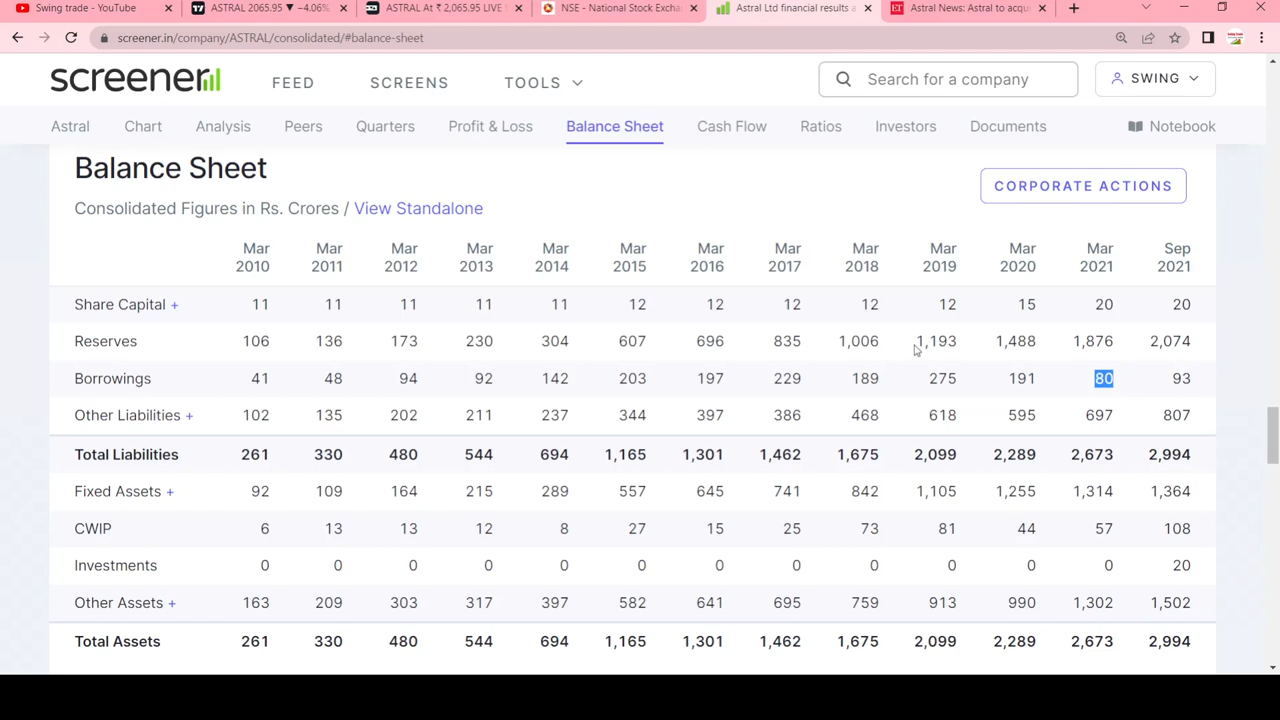 Swing trade - YouTube
ASTRAL 2065.95 ▼ −4.06%
ASTRAL At ₹ 2,065.95 LIVE
NSE - National Stock Excha
Astral Ltd financial results a
Astral News: Astral to acqu
screener.in/company/ASTRAL/consolidated/#balance-sheet
screener
FEED
SCREENS
TOOLS
Search for a company
SWING
Astral
Chart
Analysis
Peers
Quarters
Profit & Loss
Balance Sheet
Cash Flow
Ratios
Investors
Documents
Notebook
Balance Sheet
CORPORATE ACTIONS
Consolidated Figures in Rs. Crores / View Standalone
Mar 2010 Mar 2011 Mar 2012 Mar 2013 Mar 2014 Mar 2015 Mar 2016 Mar 2017 Mar 2018 Mar 2019 Mar 2020 Mar 2021 Sep 2021
Share Capital + 11 11 11 11 11 12 12 12 12 12 15 20 20
Reserves 106 136 173 230 304 607 696 835 1,006 1,193 1,488 1,876 2,074
Borrowings 41 48 94 92 142 203 197 229 189 275 191 80 93
Other Liabilities + 102 135 202 211 237 344 397 386 468 618 595 697 807
Total Liabilities 261 330 480 544 694 1,165 1,301 1,462 1,675 2,099 2,289 2,673 2,994
Fixed Assets + 92 109 164 215 289 557 645 741 842 1,105 1,255 1,314 1,364
CWIP 6 13 13 12 8 27 15 25 73 81 44 57 108
Investments 0 0 0 0 0 0 0 0 0 0 0 0 20
Other Assets + 163 209 303 317 397 582 641 695 759 913 990 1,302 1,502
Total Assets 261 330 480 544 694 1,165 1,301 1,462 1,675 2,099 2,289 2,673 2,994